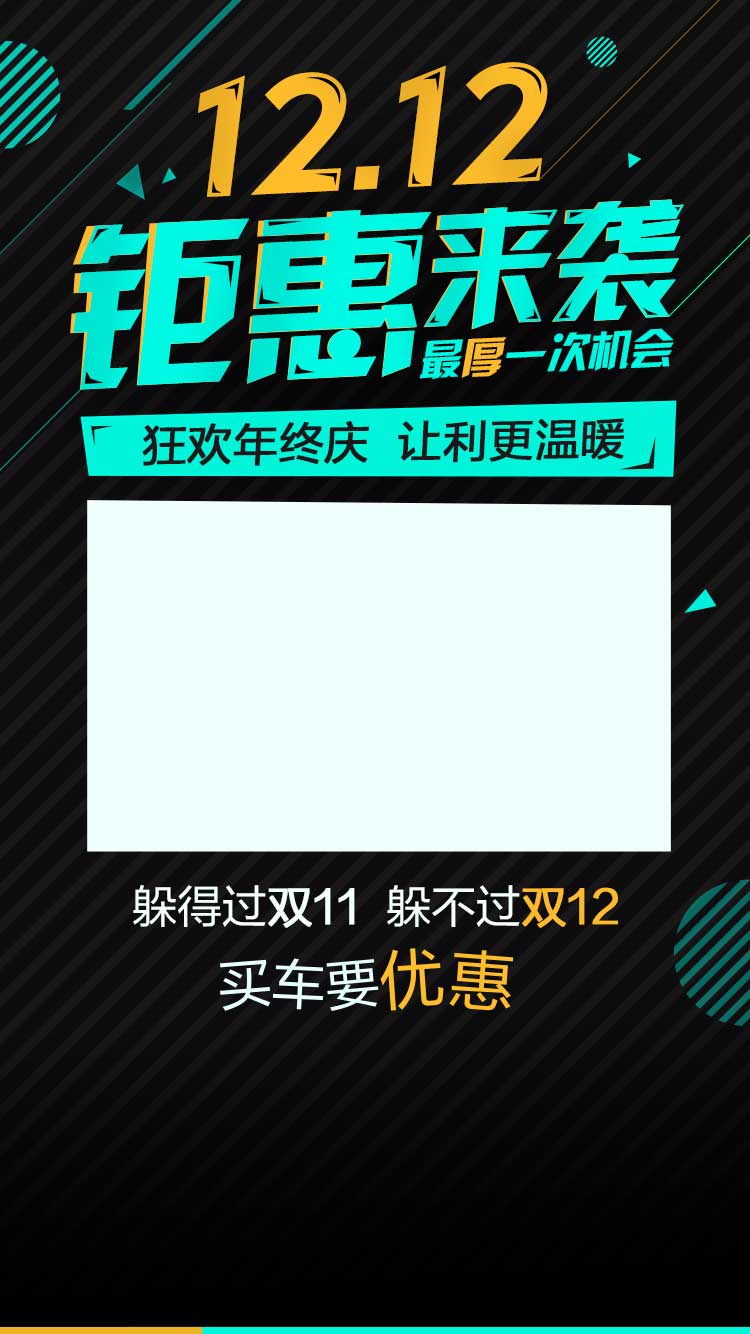 12.12
钜惠来袭
最厚一次机会
狂欢年终庆 让利更温暖
躲得过双11 躲不过双12
买车要优惠